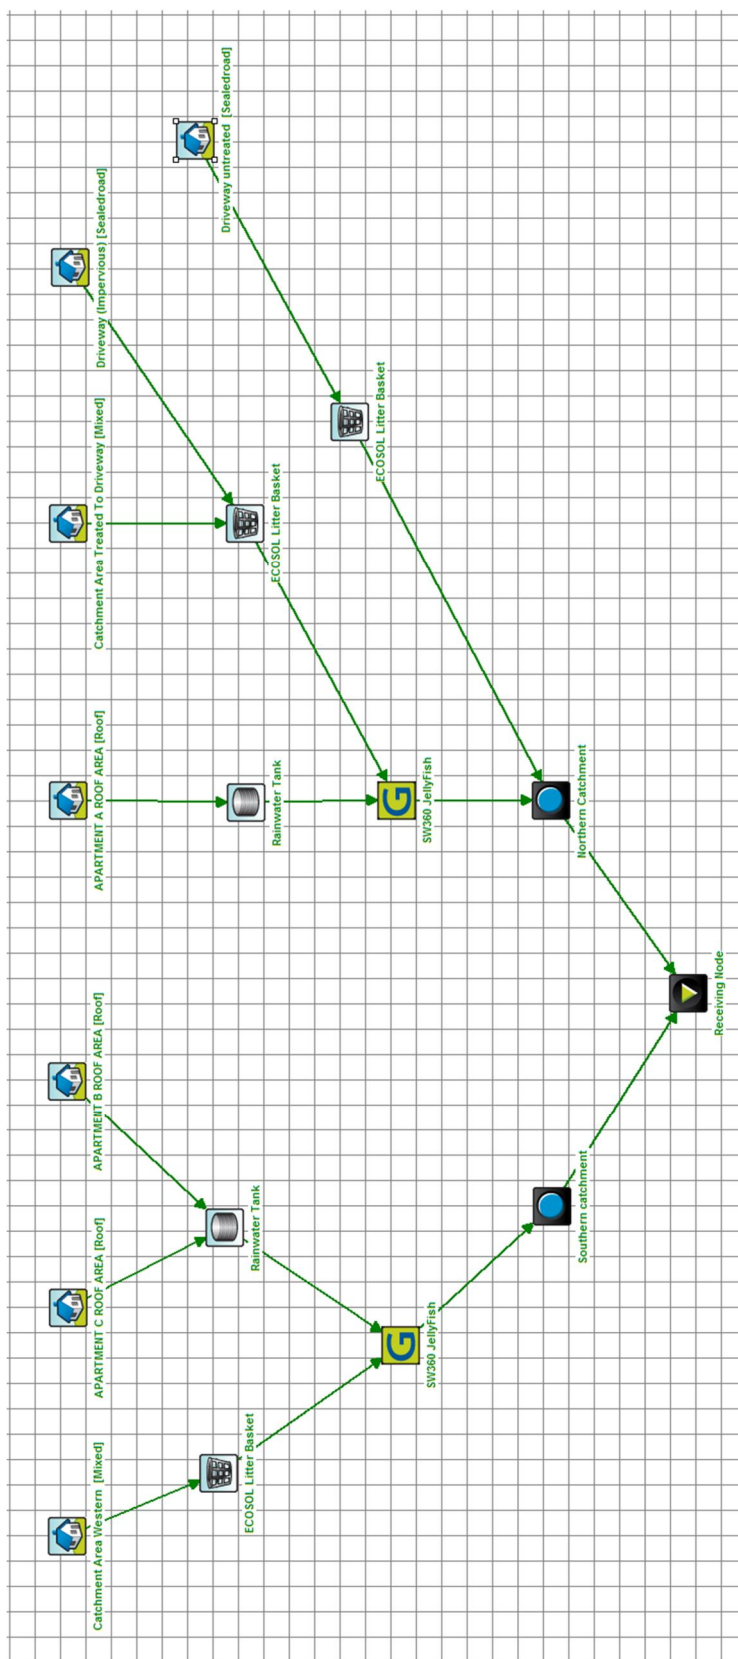 Catchment Area Western [Mixed]
APARTMENT C ROOF AREA [Roof]
APARTMENT B ROOF AREA [Roof]
APARTMENT A ROOF AREA [Roof]
Catchment Area Treated To Driveway [Mixed]
Driveway (Impervious) [Sealedroad]
Driveway untreated [Sealedroad]
ECOSOL Litter Basket
Rainwater Tank
Rainwater Tank
ECOSOL Litter Basket
ECOSOL Litter Basket
G
SW360 JellyFish
G
SW360 JellyFish
Southern catchment
Northern Catchment
Receiving Node